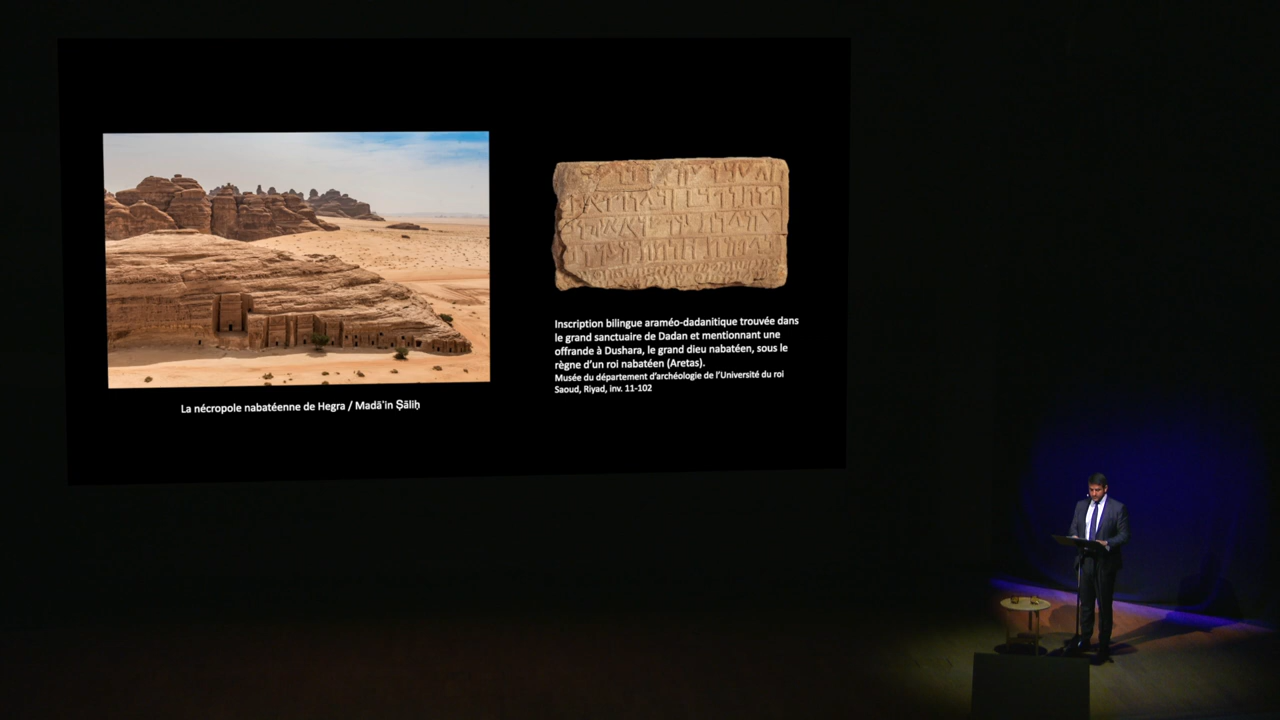 La nécropole nabatéenne de Hegra / Madā’in Ṣāliḥ
Inscription bilingue araméo-dadanitique trouvée dans
le grand sanctuaire de Dadan et mentionnant une
offrande à Dushara, le grand dieu nabatéen, sous le
règne d’un roi nabatéen (Aretas).
Musée du département d’archéologie de l’Université du roi
Saoud, Riyad, inv. 11-102